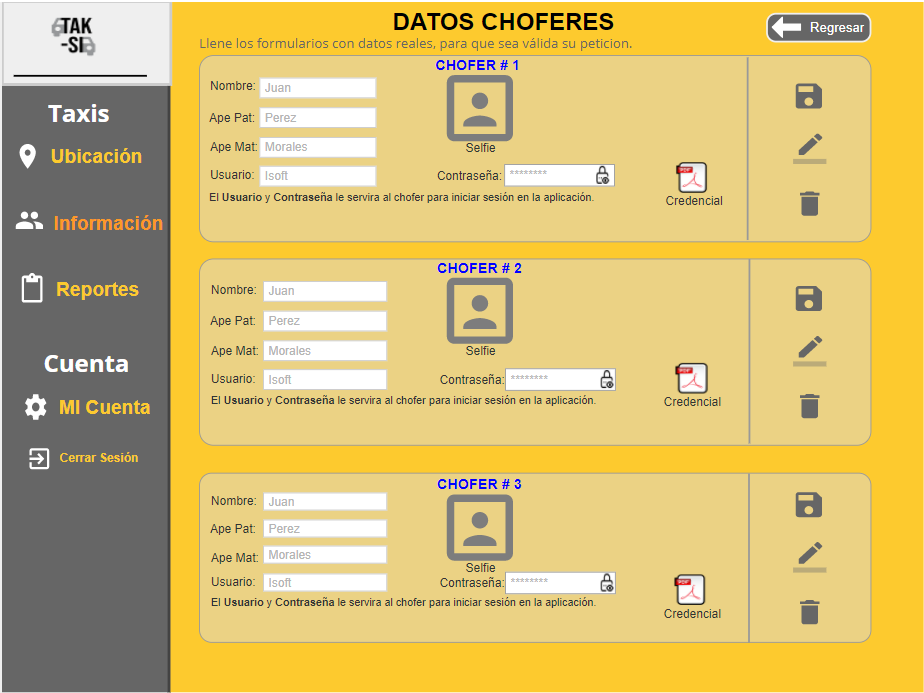 TAK
-SI
Taxis
Ubicación
Información
Reportes
Cuenta
MI Cuenta
Cerrar Sesión
DATOS CHOFERES
Regresar
Llene los formularios con datos reales, para que sea válida su peticion.
CHOFER # 1
Nombre: Juan
Ape Pat: Perez
Ape Mat: Morales
Selfie
Usuario: Isoft
Contraseña: ********
El Usuario y Contraseña le servira al chofer para iniciar sesión en la aplicación.
PDF
Credencial
CHOFER # 2
Nombre: Juan
Ape Pat: Perez
Ape Mat: Morales
Selfie
Usuario: Isoft
Contraseña: ********
El Usuario y Contraseña le servira al chofer para iniciar sesión en la aplicación.
PDF
Credencial
CHOFER # 3
Nombre: Juan
Ape Pat: Perez
Ape Mat: Morales
Selfie
Usuario: Isoft
Contraseña: ********
El Usuario y Contraseña le servira al chofer para iniciar sesión en la aplicación.
PDF
Credencial